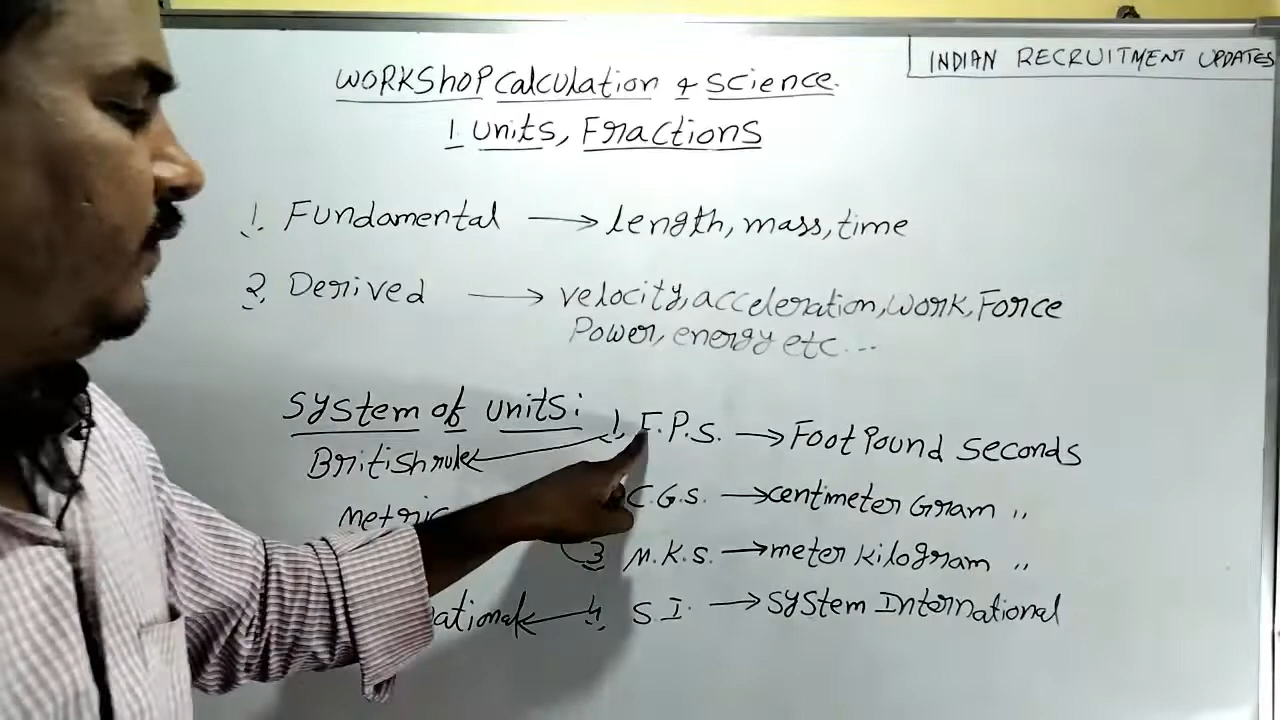 INDIAN RECRUITMENT UPDATES
WORKSHOP calculation & science.
1 units, Fractions
1. Fundamental → length, mass, time
2. Derived → velocity, acceleration, work, Force
Power, energy etc...
System of units:
1. F.P.S. → Foot Pound Seconds
British rule
C.G.S. → centimeter Gram ,,
metric
3 M.K.S. → meter kilogram ,,
4. S I. → System International